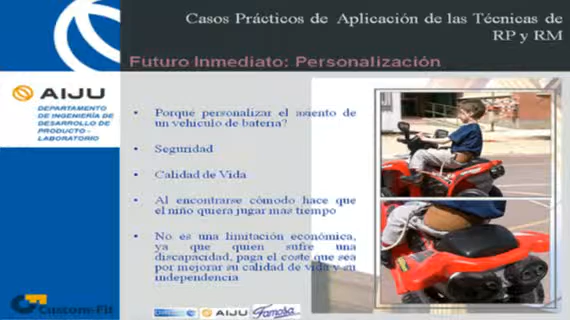 Casos Prácticos de Aplicación de las Técnicas de
RP y RM
Futuro Inmediato: Personalización
AIJU
DEPARTAMENTO
DE INGENIERÍA DE
DESARROLLO DE
PRODUCTO -
LABORATORIO
• Porqué personalizar el asiento de
un vehículo de batería?
• Seguridad
• Calidad de Vida
• Al encontrarse cómodo hace que
el niño quiera jugar mas tiempo
• No es una limitación económica,
ya que quien sufre una
discapacidad, paga el coste que sea
por mejorar su calidad de vida y su
independencia
Custom-Fit
AIJU
Famosa